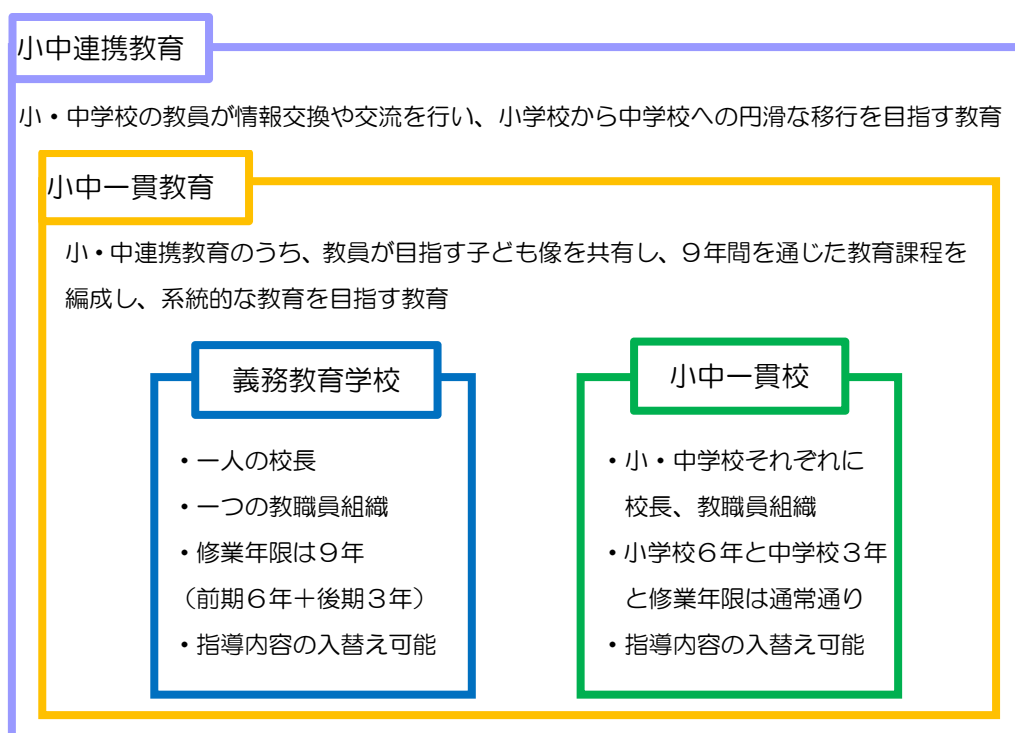 小中連携教育
小・中学校の教員が情報交換や交流を行い、小学校から中学校への円滑な移行を目指す教育
小中一貫教育
小・中連携教育のうち、教員が目指す子ども像を共有し、９年間を通じた教育課程を
編成し、系統的な教育を目指す教育
義務教育学校
・一人の校長
・一つの教職員組織
・修業年限は９年
（前期６年＋後期３年）
・指導内容の入替え可能
小中一貫校
・小・中学校それぞれに
校長、教職員組織
・小学校６年と中学校３年
と修業年限は通常通り
・指導内容の入替え可能